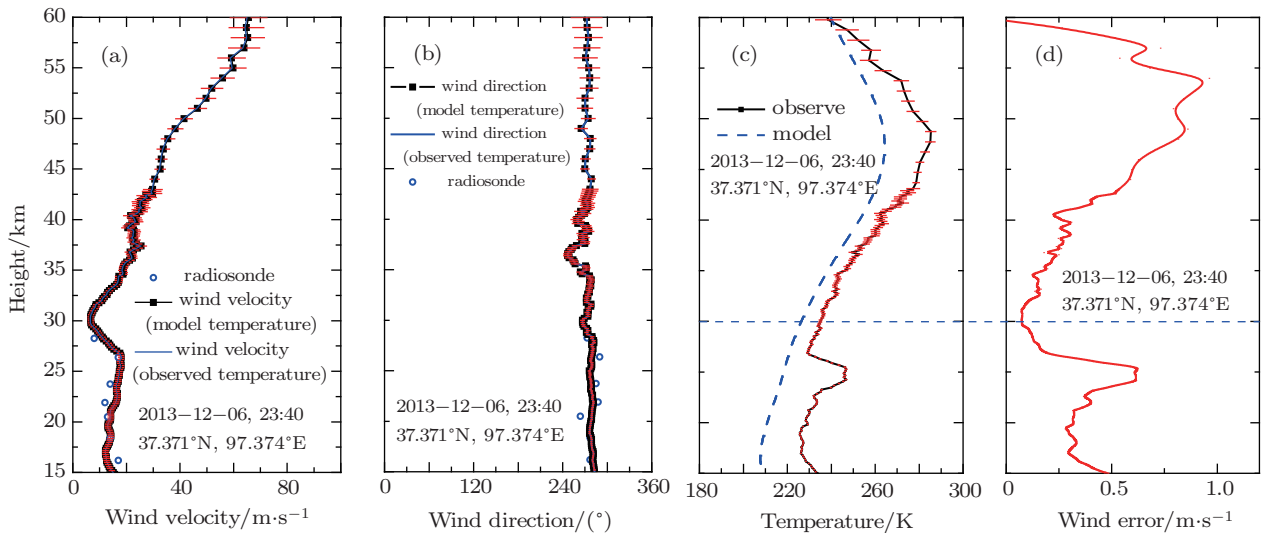 Height/km
60
55
50
45
40
35
30
25
20
15
(a)
radiosonde
wind velocity
(model temperature)
wind velocity
(observed temperature)
2013−12−06, 23:40
37.371°N, 97.374°E
0
40
80
Wind velocity/m·s⁻¹
(b)
wind direction
(model temperature)
wind direction
(observed temperature)
radiosonde
2013−12−06, 23:40
37.371°N, 97.374°E
0
120
240
360
Wind direction/(°)
(c)
observe
model
2013−12−06, 23:40
37.371°N, 97.374°E
180
220
260
300
Temperature/K
(d)
2013−12−06, 23:40
37.371°N, 97.374°E
0
0.5
1.0
Wind error/m·s⁻¹